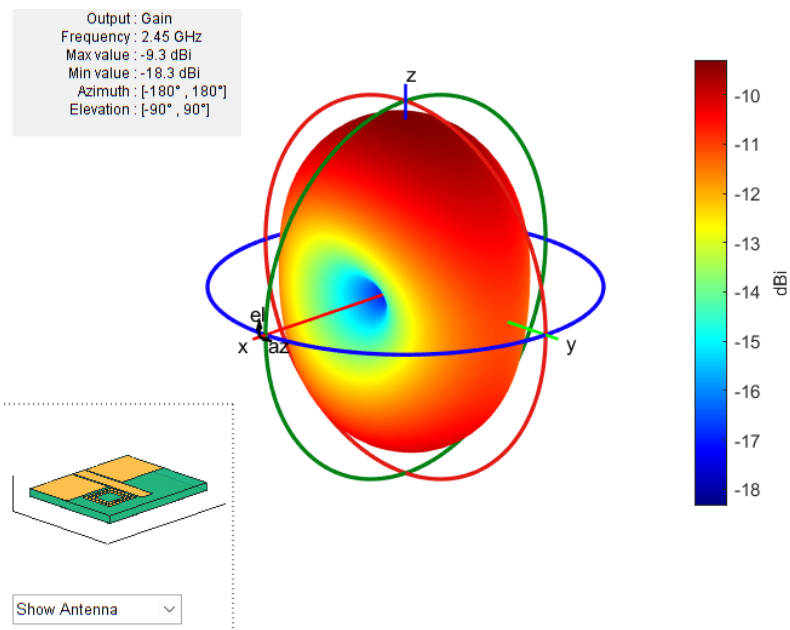 Output : Gain
Frequency : 2.45 GHz
Max value : -9.3 dBi
Min value : -18.3 dBi
Azimuth : [-180° , 180°]
Elevation : [-90° , 90°]
z
el
x az
y
-10
-11
-12
-13
-14
-15
-16
-17
-18
dBi
Show Antenna